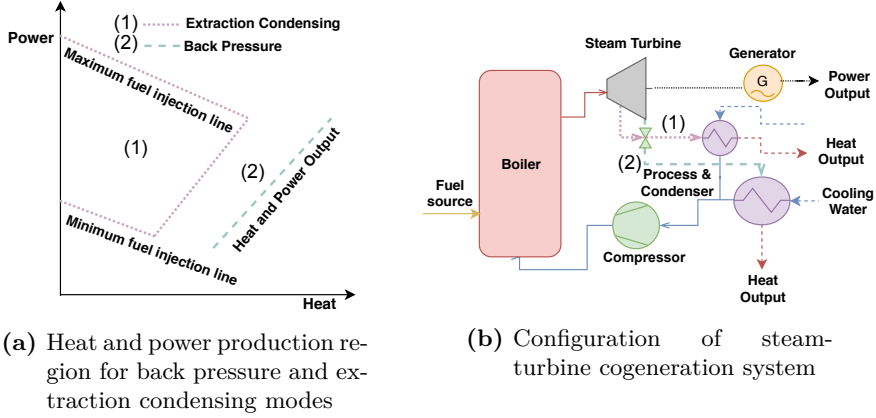 (1) Extraction Condensing
(2) Back Pressure
Power
Maximum fuel injection line
(1)
(2)
Heat and Power Output
Minimum fuel injection line
Heat
(a) Heat and power production re-
gion for back pressure and ex-
traction condensing modes
Steam Turbine
Generator
G
Power
Output
(1)
(2)
Heat
Output
Boiler
Process &
Condenser
Fuel
source
Cooling
Water
Compressor
Heat
Output
(b) Configuration of steam-
turbine cogeneration system